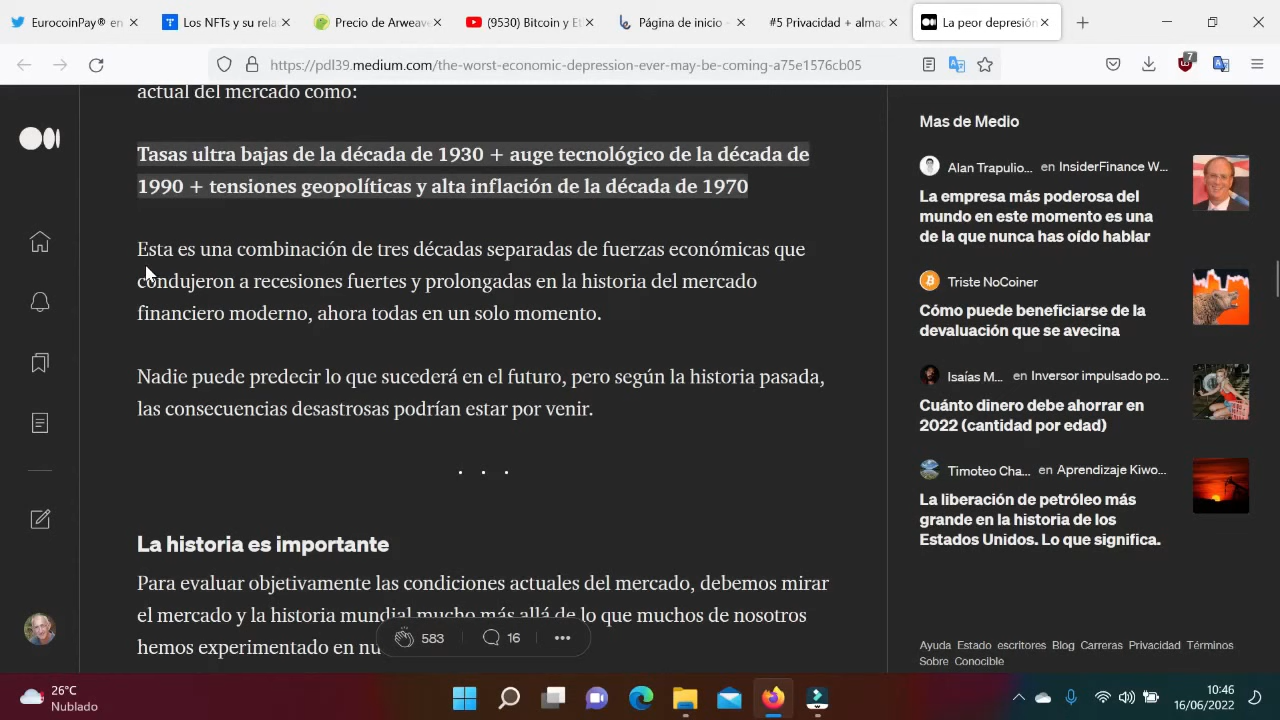 EurocoinPay® en
Los NFTs y su rela
Precio de Arweave
(9530) Bitcoin y Et
Página de inicio -
#5 Privacidad + almac
La peor depresión
https://pdl39.medium.com/the-worst-economic-depression-ever-may-be-coming-a75e1576cb05
7
actual del mercado como:
Tasas ultra bajas de la década de 1930 + auge tecnológico de la década de
1990 + tensiones geopolíticas y alta inflación de la década de 1970
Esta es una combinación de tres décadas separadas de fuerzas económicas que
condujeron a recesiones fuertes y prolongadas en la historia del mercado
financiero moderno, ahora todas en un solo momento.
Nadie puede predecir lo que sucederá en el futuro, pero según la historia pasada,
las consecuencias desastrosas podrían estar por venir.
. . .
La historia es importante
Para evaluar objetivamente las condiciones actuales del mercado, debemos mirar
el mercado y la historia mundial mucho más allá de lo que muchos de nosotros
hemos experimentado en nu
583
16
Mas de Medio
Alan Trapulio... en InsiderFinance W...
La empresa más poderosa del
mundo en este momento es una
de la que nunca has oído hablar
Triste NoCoiner
Cómo puede beneficiarse de la
devaluación que se avecina
Isaías M... en Inversor impulsado po...
Cuánto dinero debe ahorrar en
2022 (cantidad por edad)
Timoteo Cha... en Aprendizaje Kiwo...
La liberación de petróleo más
grande en la historia de los
Estados Unidos. Lo que significa.
Ayuda Estado escritores Blog Carreras Privacidad Términos
Sobre Conocible
26°C
Nublado
10:46
16/06/2022